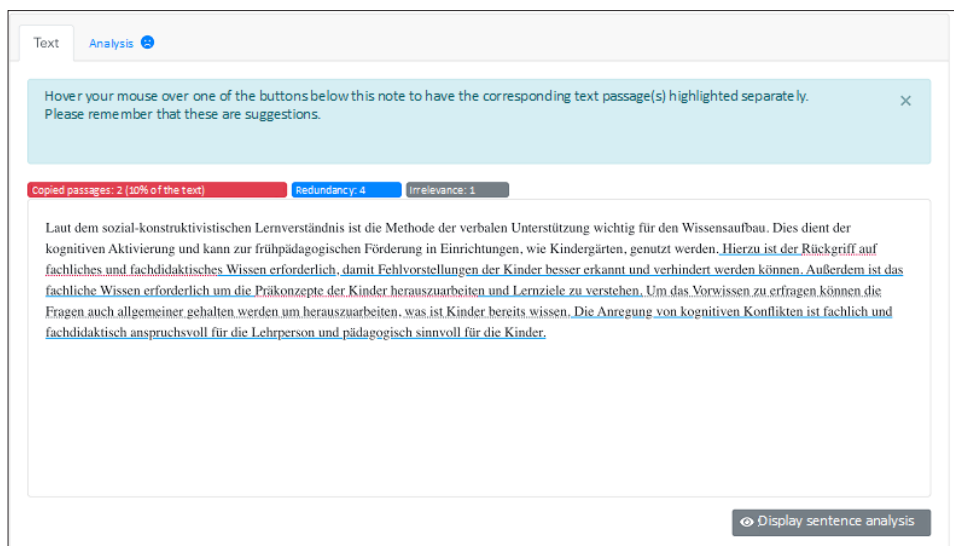 Text Analysis
Hover your mouse over one of the buttons below this note to have the corresponding text passage(s) highlighted separately.
Please remember that these are suggestions.
Copied passages: 2 (10% of the text) Redundancy: 4 Irrelevance: 1
Laut dem sozial-konstruktivistischen Lernverständnis ist die Methode der verbalen Unterstützung wichtig für den Wissensaufbau. Dies dient der
kognitiven Aktivierung und kann zur frühpädagogischen Förderung in Einrichtungen, wie Kindergärten, genutzt werden. Hierzu ist der Rückgriff auf
fachliches und fachdidaktisches Wissen erforderlich, damit Fehlvorstellungen der Kinder besser erkannt und verhindert werden können. Außerdem ist das
fachliche Wissen erforderlich um die Präkonzepte der Kinder herauszuarbeiten und Lernziele zu verstehen. Um das Vorwissen zu erfragen können die
Fragen auch allgemeiner gehalten werden um herauszuarbeiten, was ist Kinder bereits wissen. Die Anregung von kognitiven Konflikten ist fachlich und
fachdidaktisch anspruchsvoll für die Lehrperson und pädagogisch sinnvoll für die Kinder.
Display sentence analysis